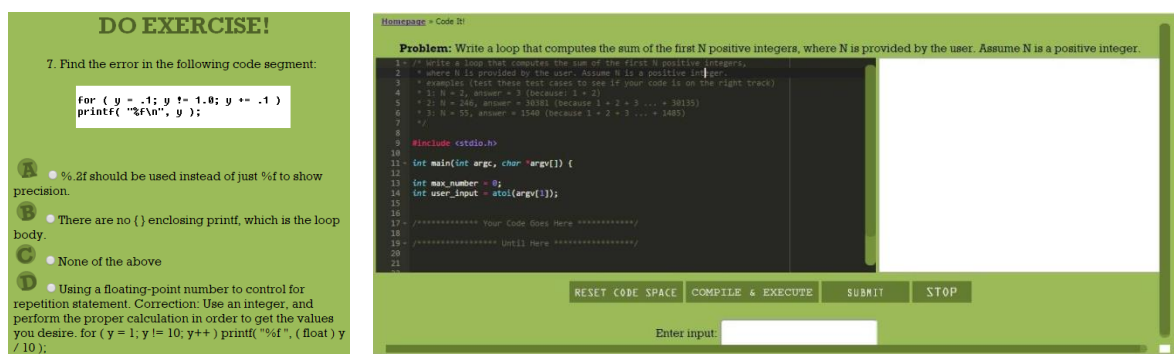 DO EXERCISE!
7. Find the error in the following code segment:
for ( y = .1; y != 1.0; y += .1 )
printf( "%f\n", y );
A %.2f should be used instead of just %f to show
precision.
B There are no { } enclosing printf, which is the loop
body.
C None of the above
D Using a floating-point number to control for
repetition statement. Correction: Use an integer, and
perform the proper calculation in order to get the values
you desire. for ( y = 1; y != 10; y++ ) printf( "%f ", ( float ) y
/ 10 );
Homepage » Code It!
Problem: Write a loop that computes the sum of the first N positive integers, where N is provided by the user. Assume N is a positive integer.
1 /* Write a loop that computes the sum of the first N positive integers,
2 * where N is provided by the user. Assume N is a positive integer.
3 * examples (test these test cases to see if your code is on the right track)
4 * 1: N = 2, answer = 3 (because: 1 + 2)
5 * 2: N = 246, answer = 30381 (because 1 + 2 + 3 ... + 30135)
6 * 3: N = 55, answer = 1540 (because 1 + 2 + 3 ... + 1485)
7 */
8
9 #include <stdio.h>
10
11 int main(int argc, char *argv[]) {
12
13 int max_number = 0;
14 int user_input = atoi(argv[1]);
15
16
17 /************* Your Code Goes Here ************/
18
19 /**************** Until Here *****************/
20
21
RESET CODE SPACE COMPILE & EXECUTE SUBMIT STOP
Enter input: